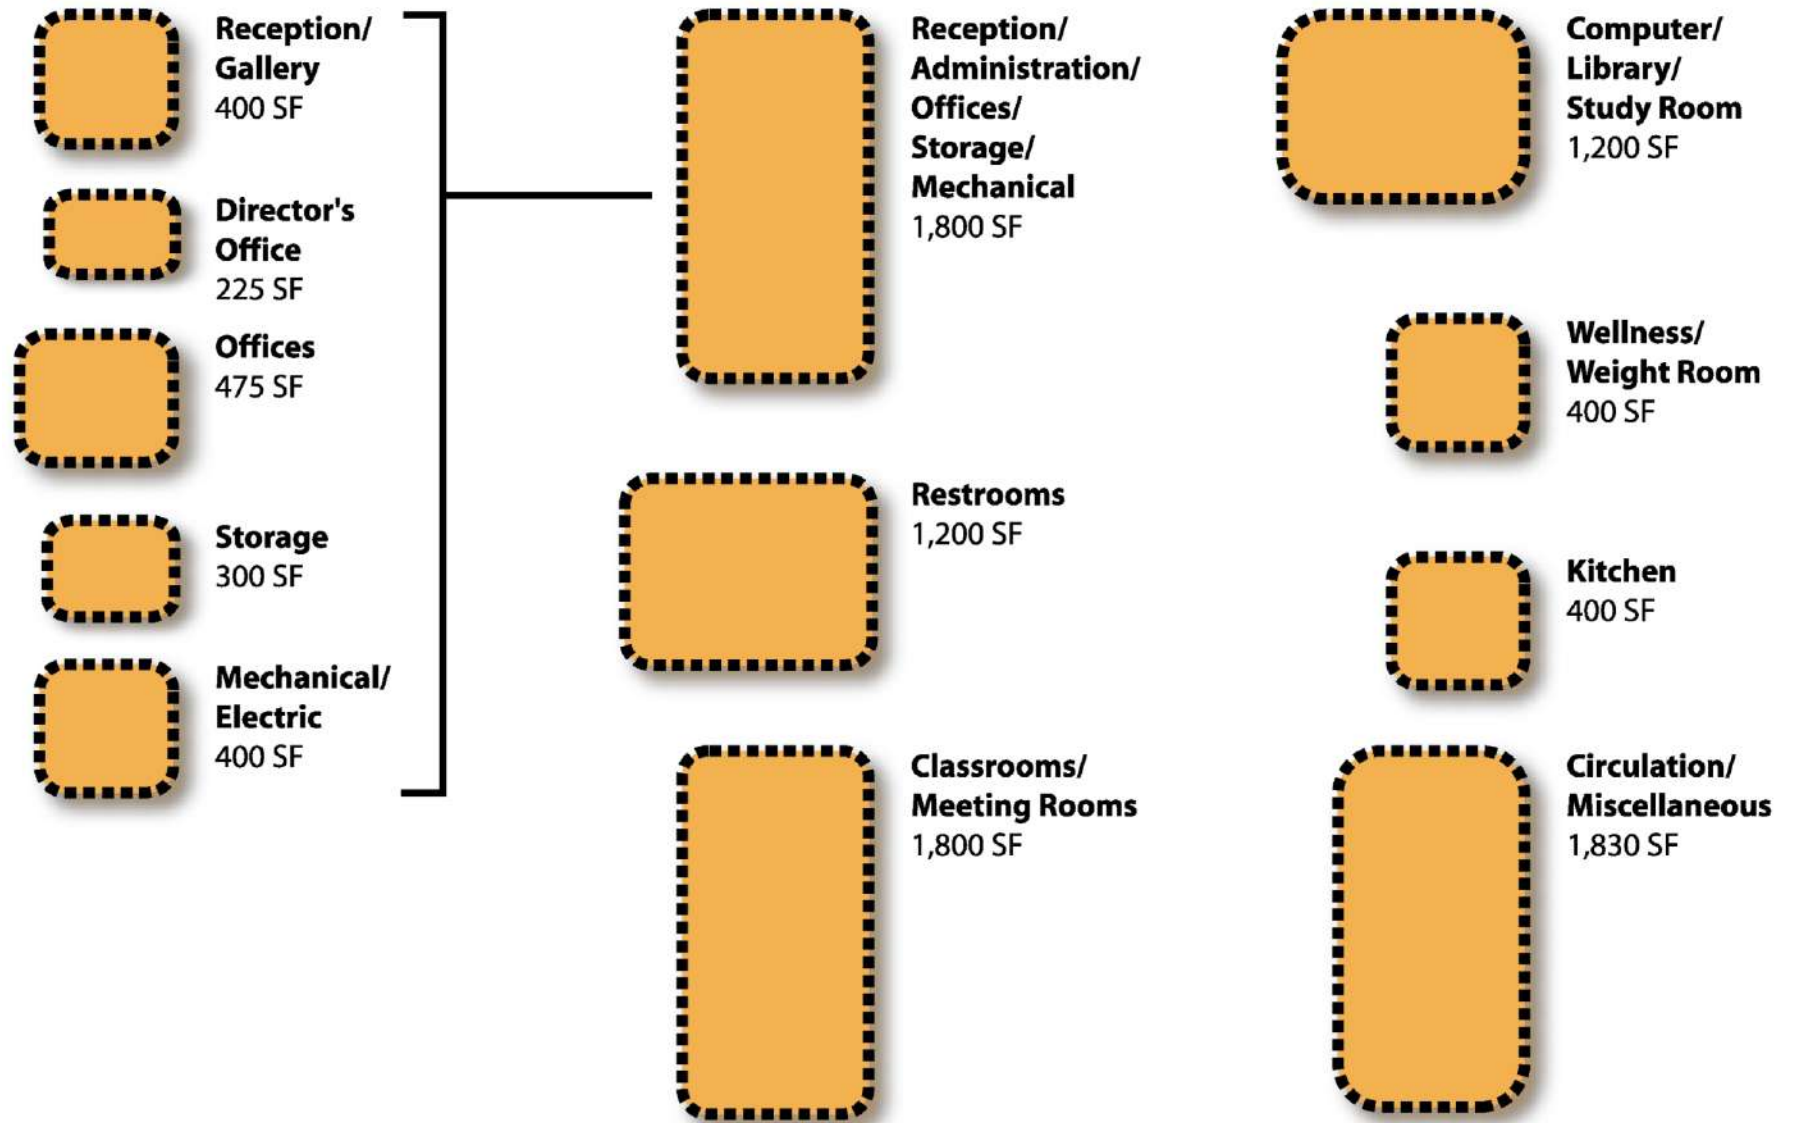 Reception/
Gallery
400 SF
Director's
Office
225 SF
Offices
475 SF
Storage
300 SF
Mechanical/
Electric
400 SF
Reception/
Administration/
Offices/
Storage/
Mechanical
1,800 SF
Restrooms
1,200 SF
Classrooms/
Meeting Rooms
1,800 SF
Computer/
Library/
Study Room
1,200 SF
Wellness/
Weight Room
400 SF
Kitchen
400 SF
Circulation/
Miscellaneous
1,830 SF